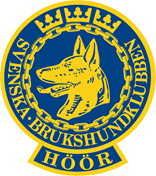 SVENSKA · BRUKSHUNDKLUBBEN
HÖÖR